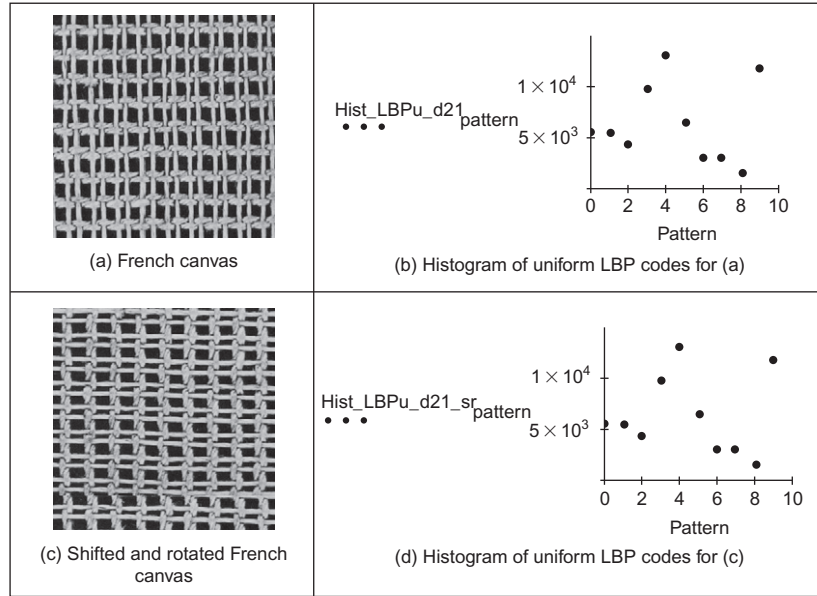 (a) French canvas
Hist_LBPu_d21pattern
1 × 10⁴
5 × 10³
0 2 4 6 8 10
Pattern
(b) Histogram of uniform LBP codes for (a)
(c) Shifted and rotated French
canvas
Hist_LBPu_d21_srpattern
1 × 10⁴
5 × 10³
0 2 4 6 8 10
Pattern
(d) Histogram of uniform LBP codes for (c)